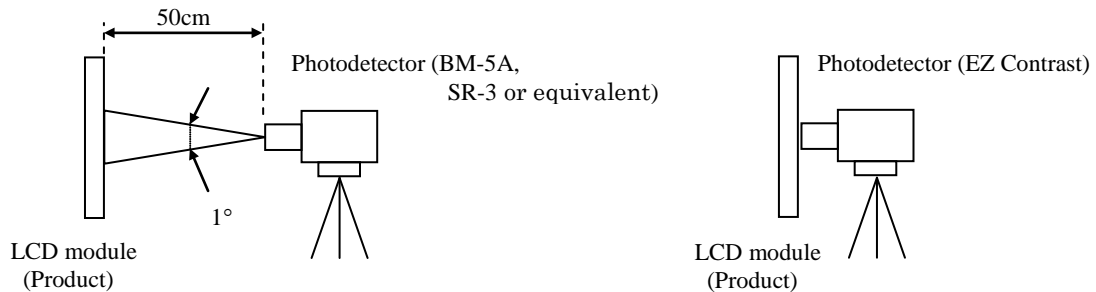 50cm
Photodetector (BM-5A,
SR-3 or equivalent)
1°
LCD module
(Product)
Photodetector (EZ Contrast)
LCD module
(Product)